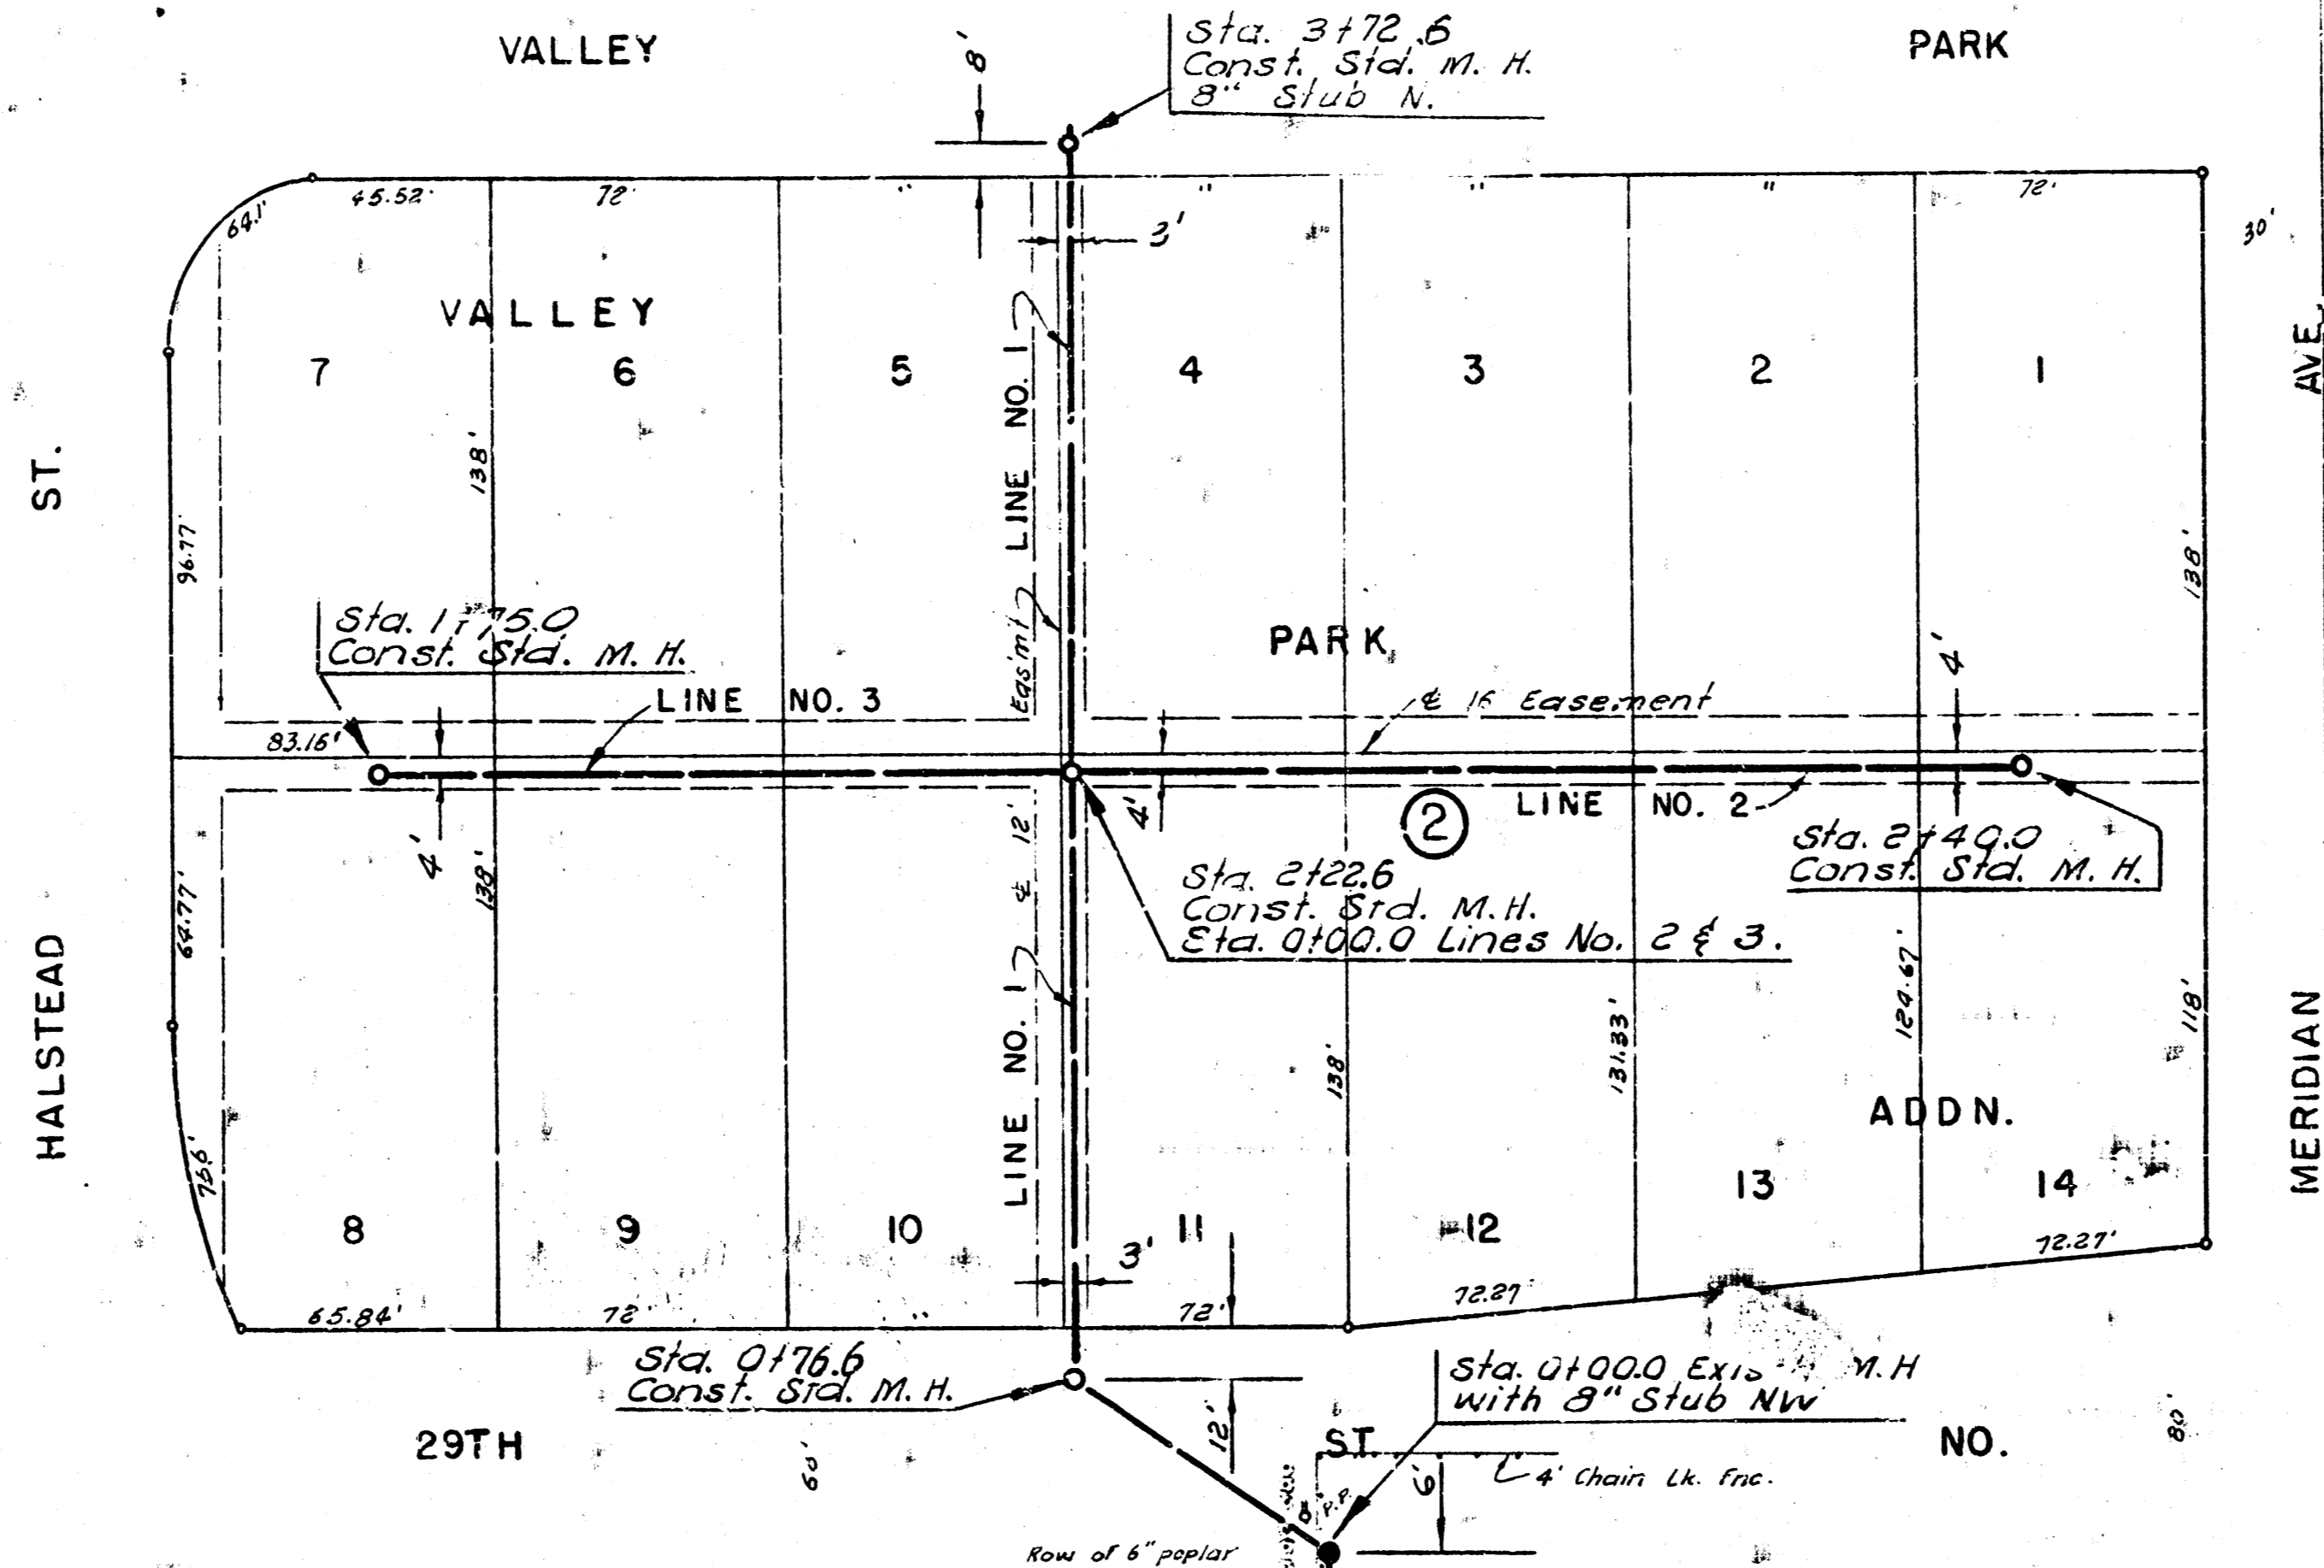 VALLEY
PARK
8'
Sta. 3+72.6
Const. Std. M. H.
8" Stub N.
45.52'
72'
"
"
"
"
72'
64.1'
3'
30'
VALLEY
7
6
5
4
3
2
1
LINE NO. 1
AVE.
ST.
138'
96.77'
138'
Sta. 1+75.0
Const. Std. M. H.
PARK
4'
Eas'mt
LINE NO. 3
℄ 16' Easement
83.16'
4'
4'
12'
℄
2
LINE NO. 2
Sta. 2+40.0
Const. Std. M. H.
138'
64.77'
Sta. 2+22.6
Const. Std. M.H.
Sta. 0+00.0 Lines No. 2 & 3.
HALSTEAD
LINE NO. 1
138'
131.33'
124.67'
118'
MERIDIAN
ADDN.
13
14
8
9
10
11
12
3'
72.27'
72.27'
65.84'
72'
"
72'
Sta. 0+76.6
Const. Std. M. H.
Sta. 0+00.0 M.H
with 8" Stub NW
29TH
60'
12'
ST.
NO.
80'
6'
4' Chain Lk. Fnc.
P.P.
Row of 6" poplar